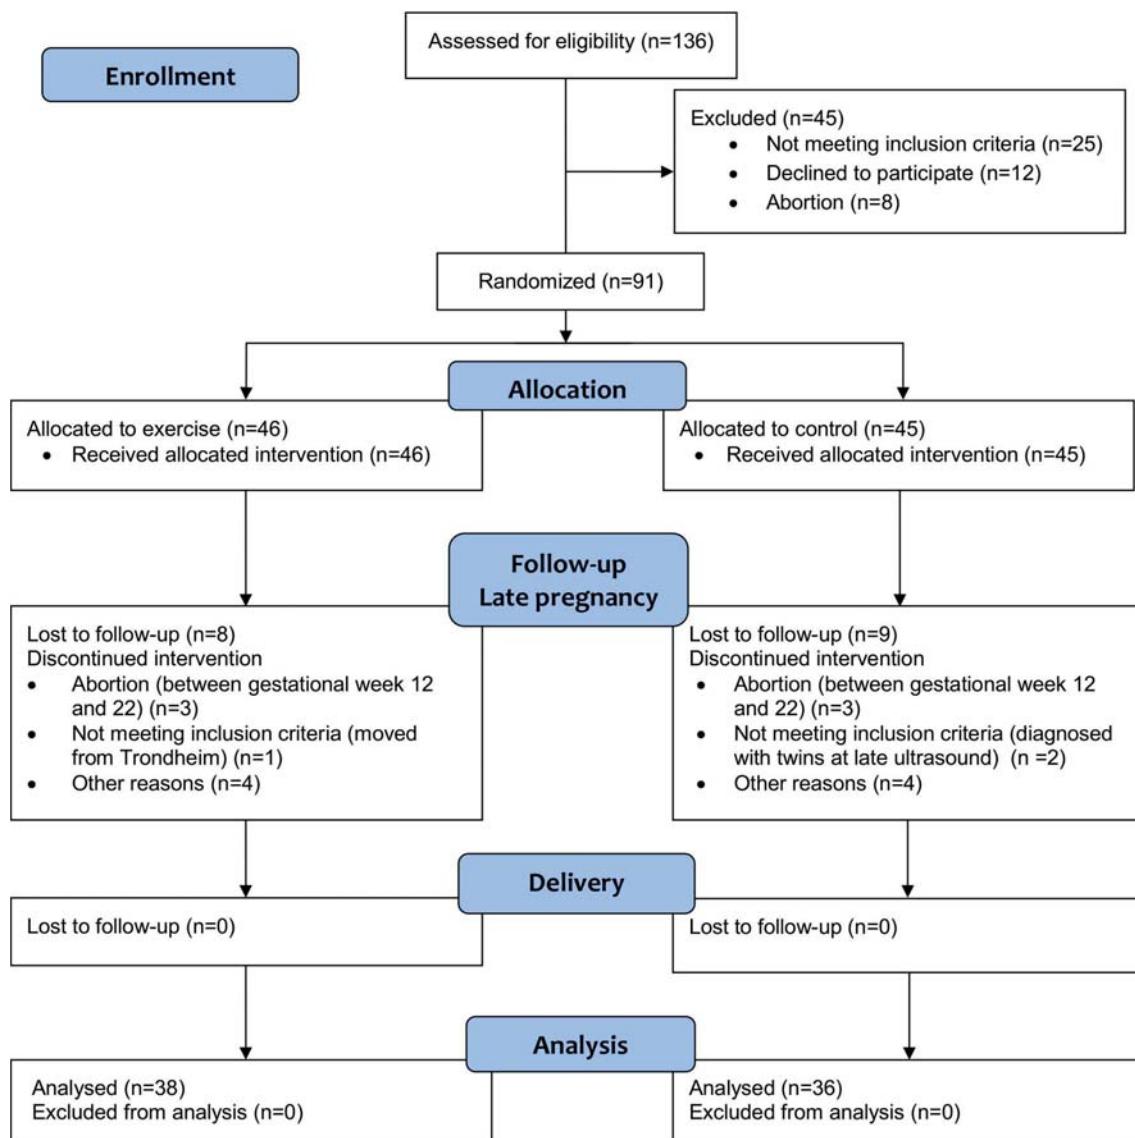 Assessed for eligibility (n=136)
Enrollment
Excluded (n=45)
• Not meeting inclusion criteria (n=25)
• Declined to participate (n=12)
• Abortion (n=8)
Randomized (n=91)
Allocation
Allocated to exercise (n=46)
• Received allocated intervention (n=46)
Allocated to control (n=45)
• Received allocated intervention (n=45)
Follow-up
Late pregnancy
Lost to follow-up (n=8)
Discontinued intervention
• Abortion (between gestational week 12
and 22) (n=3)
• Not meeting inclusion criteria (moved
from Trondheim) (n=1)
• Other reasons (n=4)
Lost to follow-up (n=9)
Discontinued intervention
• Abortion (between gestational week 12
and 22) (n=3)
• Not meeting inclusion criteria (diagnosed
with twins at late ultrasound) (n =2)
• Other reasons (n=4)
Delivery
Lost to follow-up (n=0)
Lost to follow-up (n=0)
Analysis
Analysed (n=38)
Excluded from analysis (n=0)
Analysed (n=36)
Excluded from analysis (n=0)